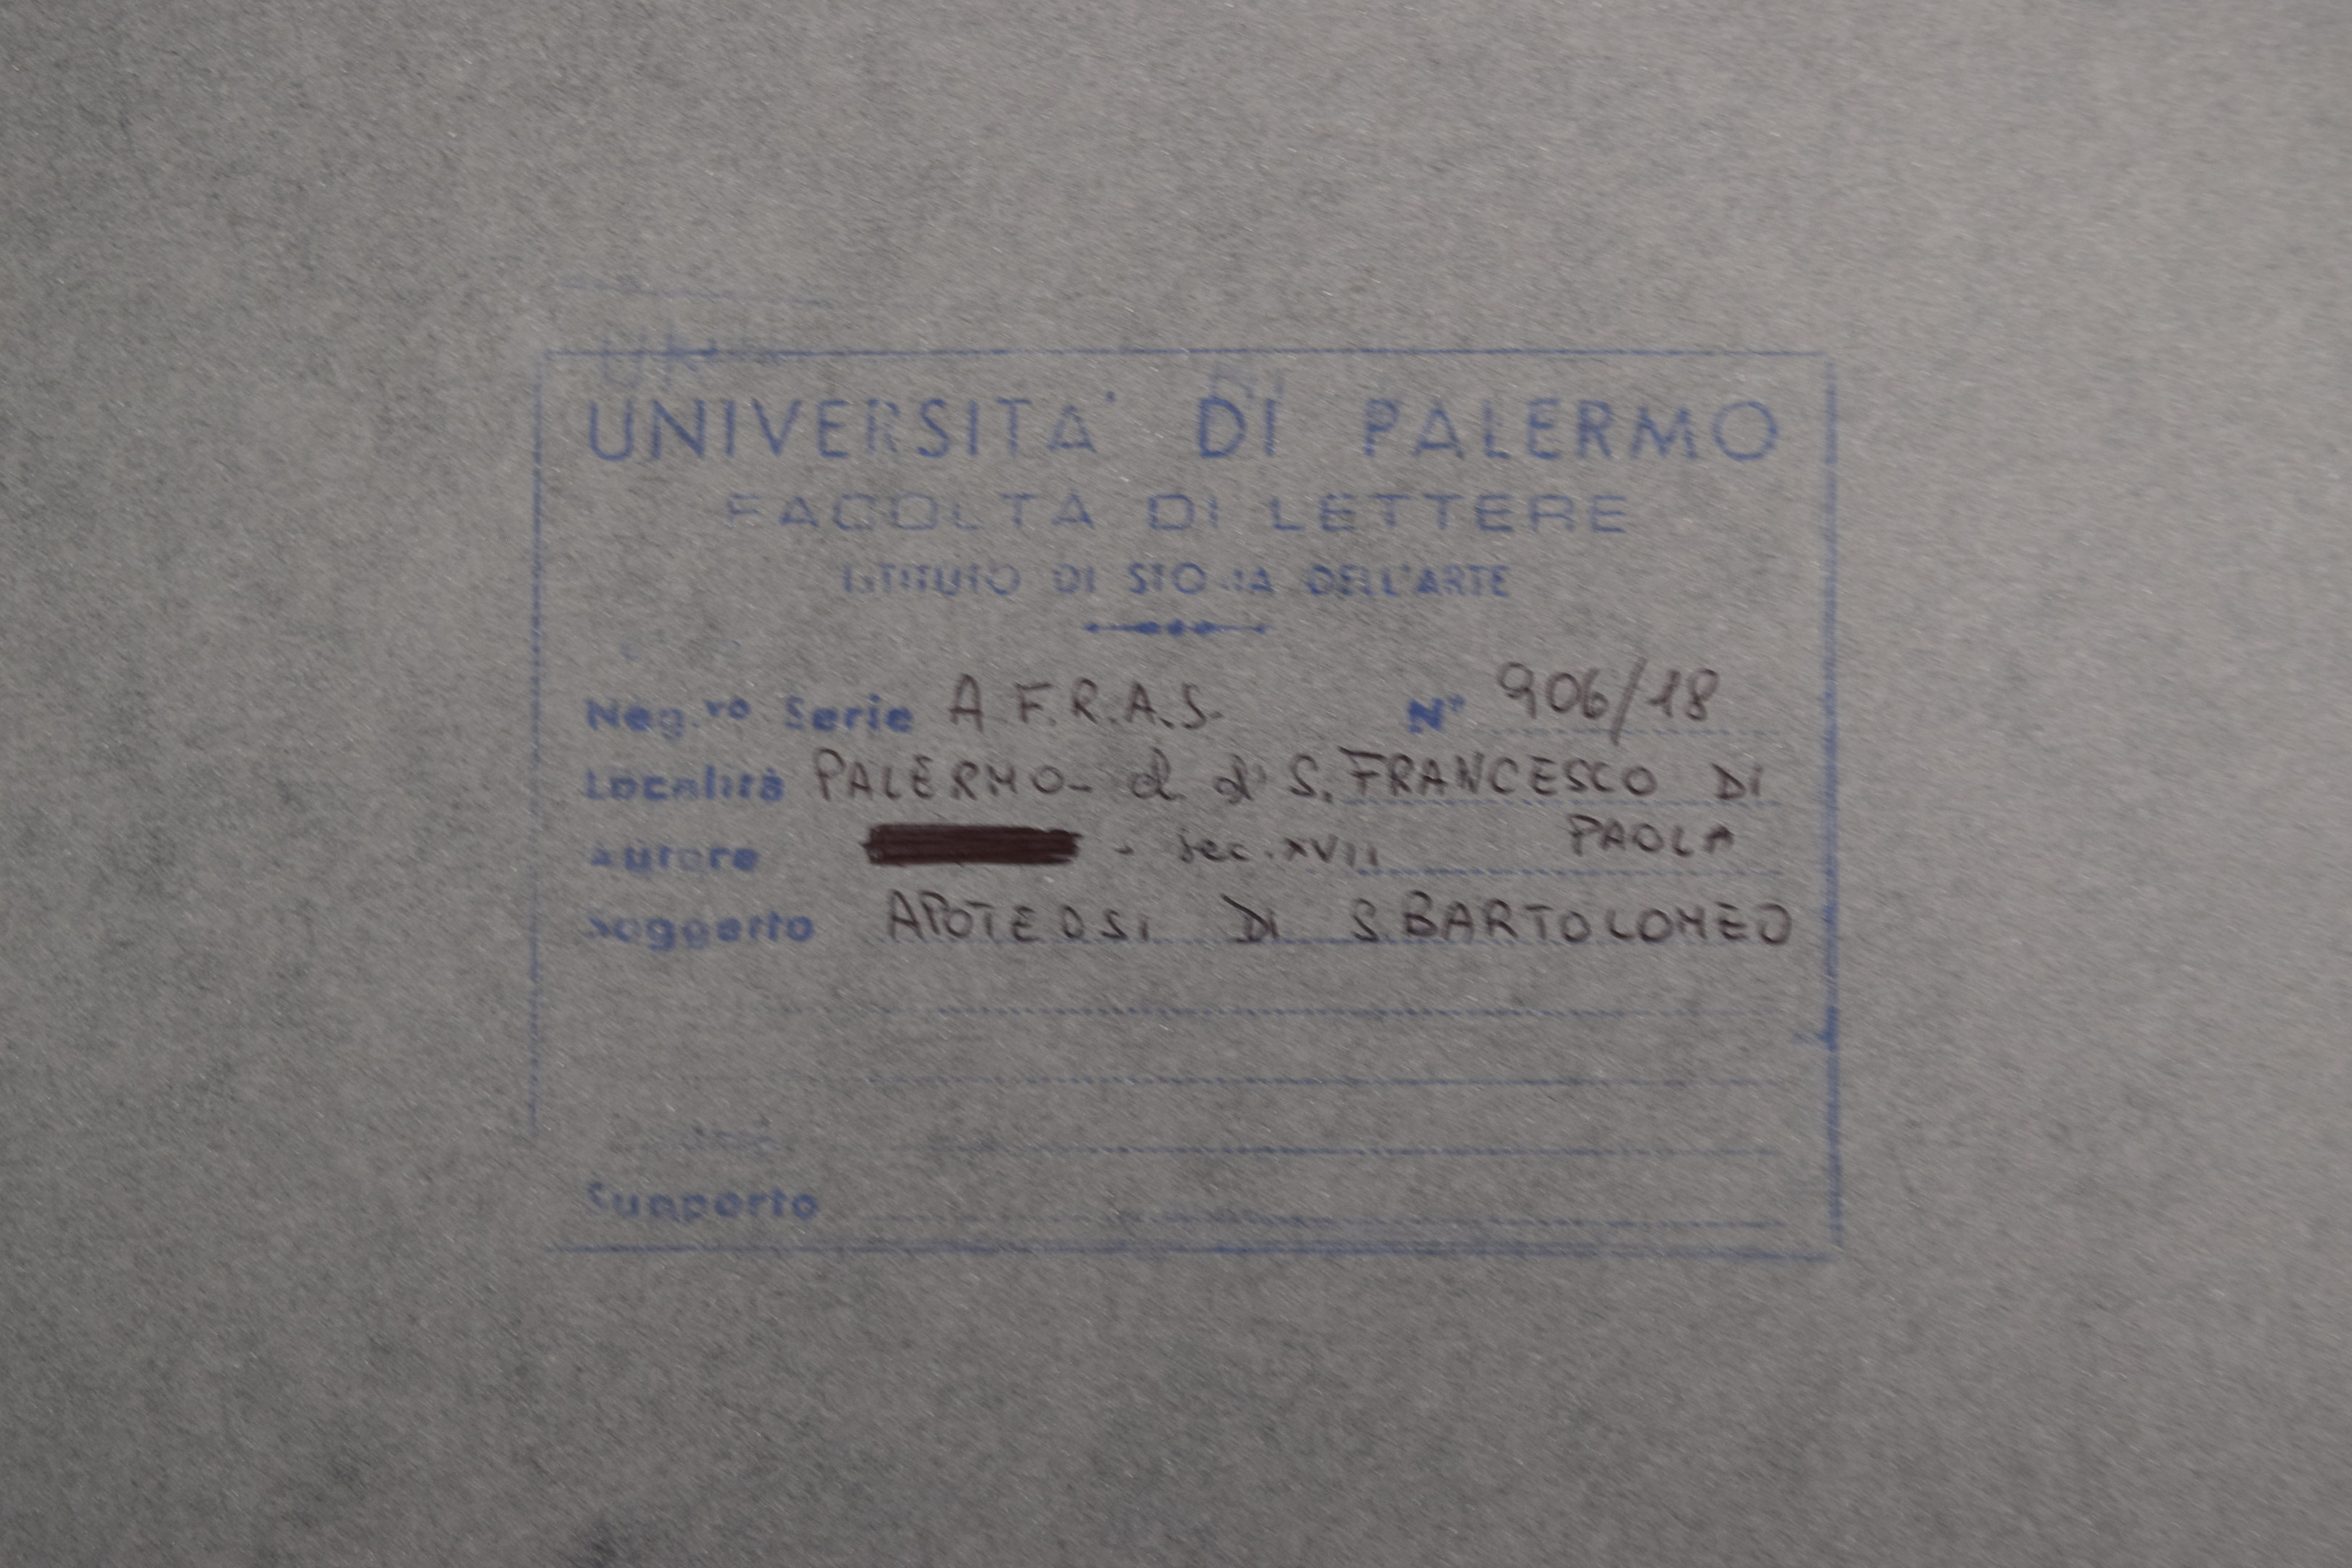 UNIVERSITA' DI PALERMO
FACOLTÀ DI LETTERE
ISTITUTO DI STORIA DELL'ARTE
Neg.vo Serie A.F.R.A.S. N° 906/18
Località PALERMO - S. FRANCESCO DI
PAOLA
Autore - sec. XVII
Soggetto APOTEOSI DI S. BARTOLOMEO
Supporto